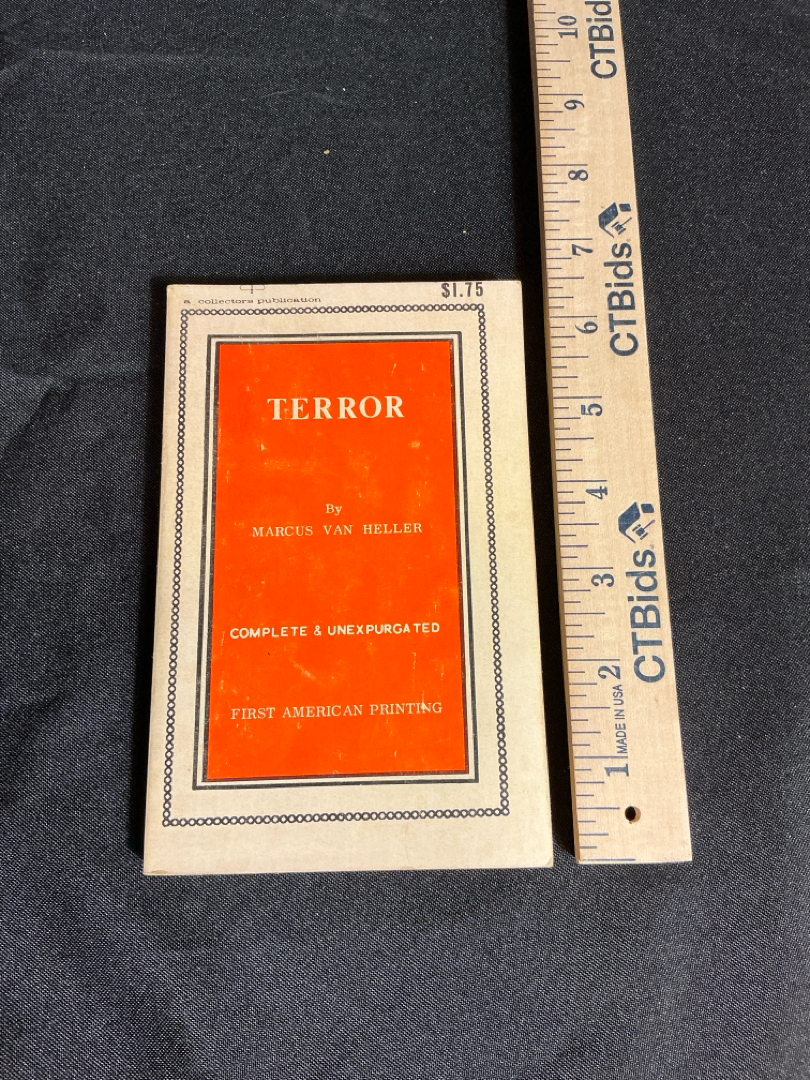 a collectors publication
$1.75
TERROR
By
MARCUS VAN HELLER
COMPLETE & UNEXPURGATED
FIRST AMERICAN PRINTING
10
CTBid
9
8
7
CTBids
6
5
4
3
CTBids
2
MADE IN USA
1